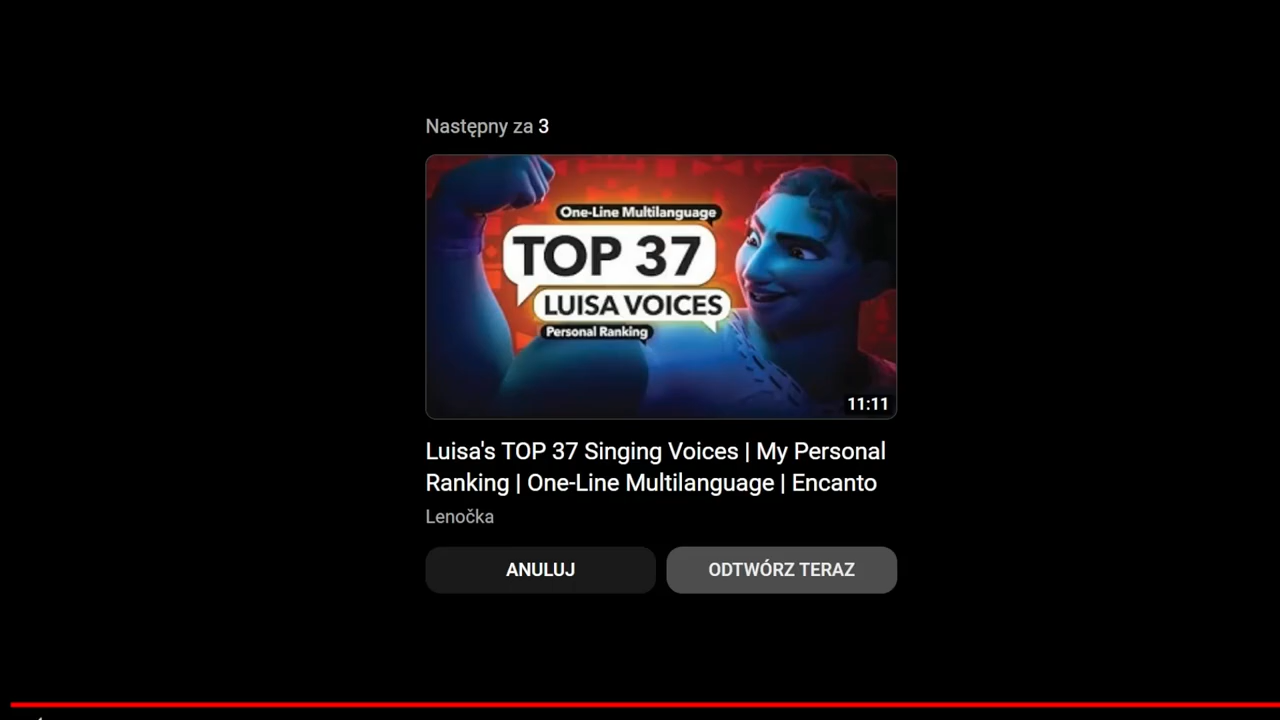 Następny za 3
One-Line Multilanguage
TOP 37
LUISA VOICES
Personal Ranking
11:11
Luisa's TOP 37 Singing Voices | My Personal
Ranking | One-Line Multilanguage | Encanto
Lenočka
ANULUJ
ODTWÓRZ TERAZ